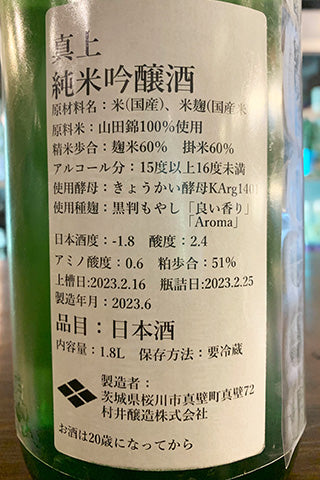 真上
純米吟醸酒
原材料名：米(国産)、米麹(国産米
原料米：山田錦100%使用
精米歩合：麹米60%　掛米60%
アルコール分：15度以上16度未満
使用酵母：きょうかい酵母KArg1401
使用種麹：黒判もやし「良い香り」
「Aroma」
日本酒度：-1.8　酸度：2.4
アミノ酸度：0.6　粕歩合：51%
上槽日:2023.2.16　瓶詰日:2023.2.25
製造年月：2023.6
品目：日本酒
内容量：1.8L　保存方法：要冷蔵
製造者：
茨城県桜川市真壁町真壁72
村井醸造株式会社
お酒は20歳になってから